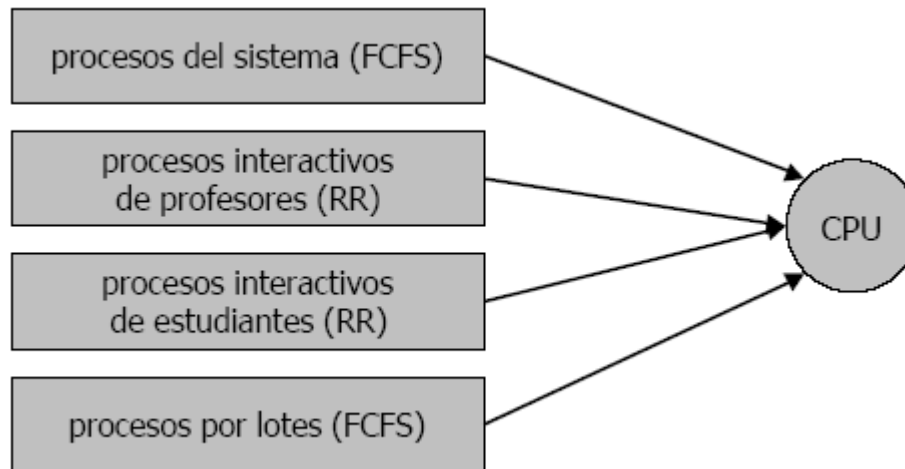 procesos del sistema (FCFS)
procesos interactivos
de profesores (RR)
CPU
procesos interactivos
de estudiantes (RR)
procesos por lotes (FCFS)